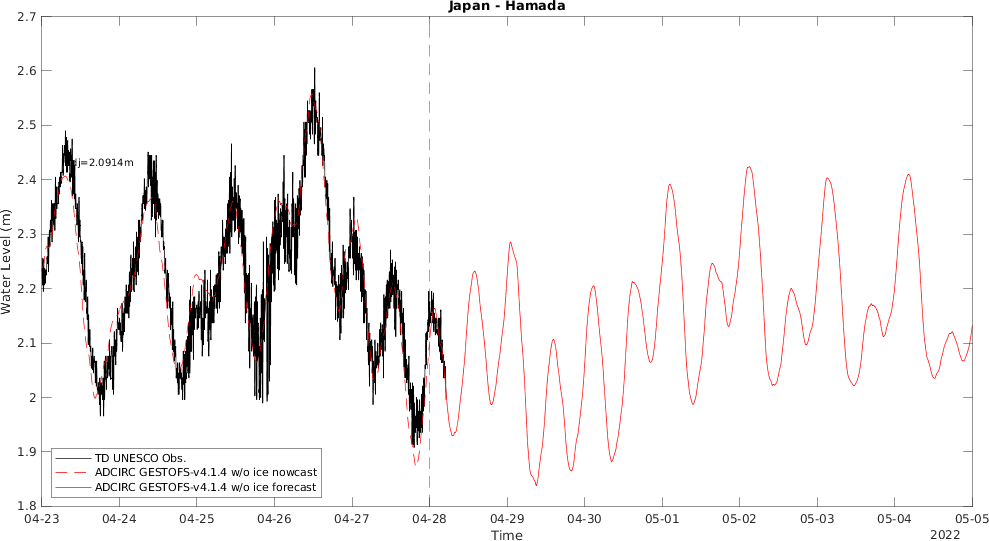 Japan - Hamada
2.7
2.6
2.5
2.4
2.3
2.2
2.1
2
1.9
1.8
Water Level (m)
j=2.0914m
TD UNESCO Obs.
ADCIRC GESTOFS-v4.1.4 w/o ice nowcast
ADCIRC GESTOFS-v4.1.4 w/o ice forecast
04-23 04-24 04-25 04-26 04-27 04-28 04-29 04-30 05-01 05-02 05-03 05-04 05-05
Time
2022